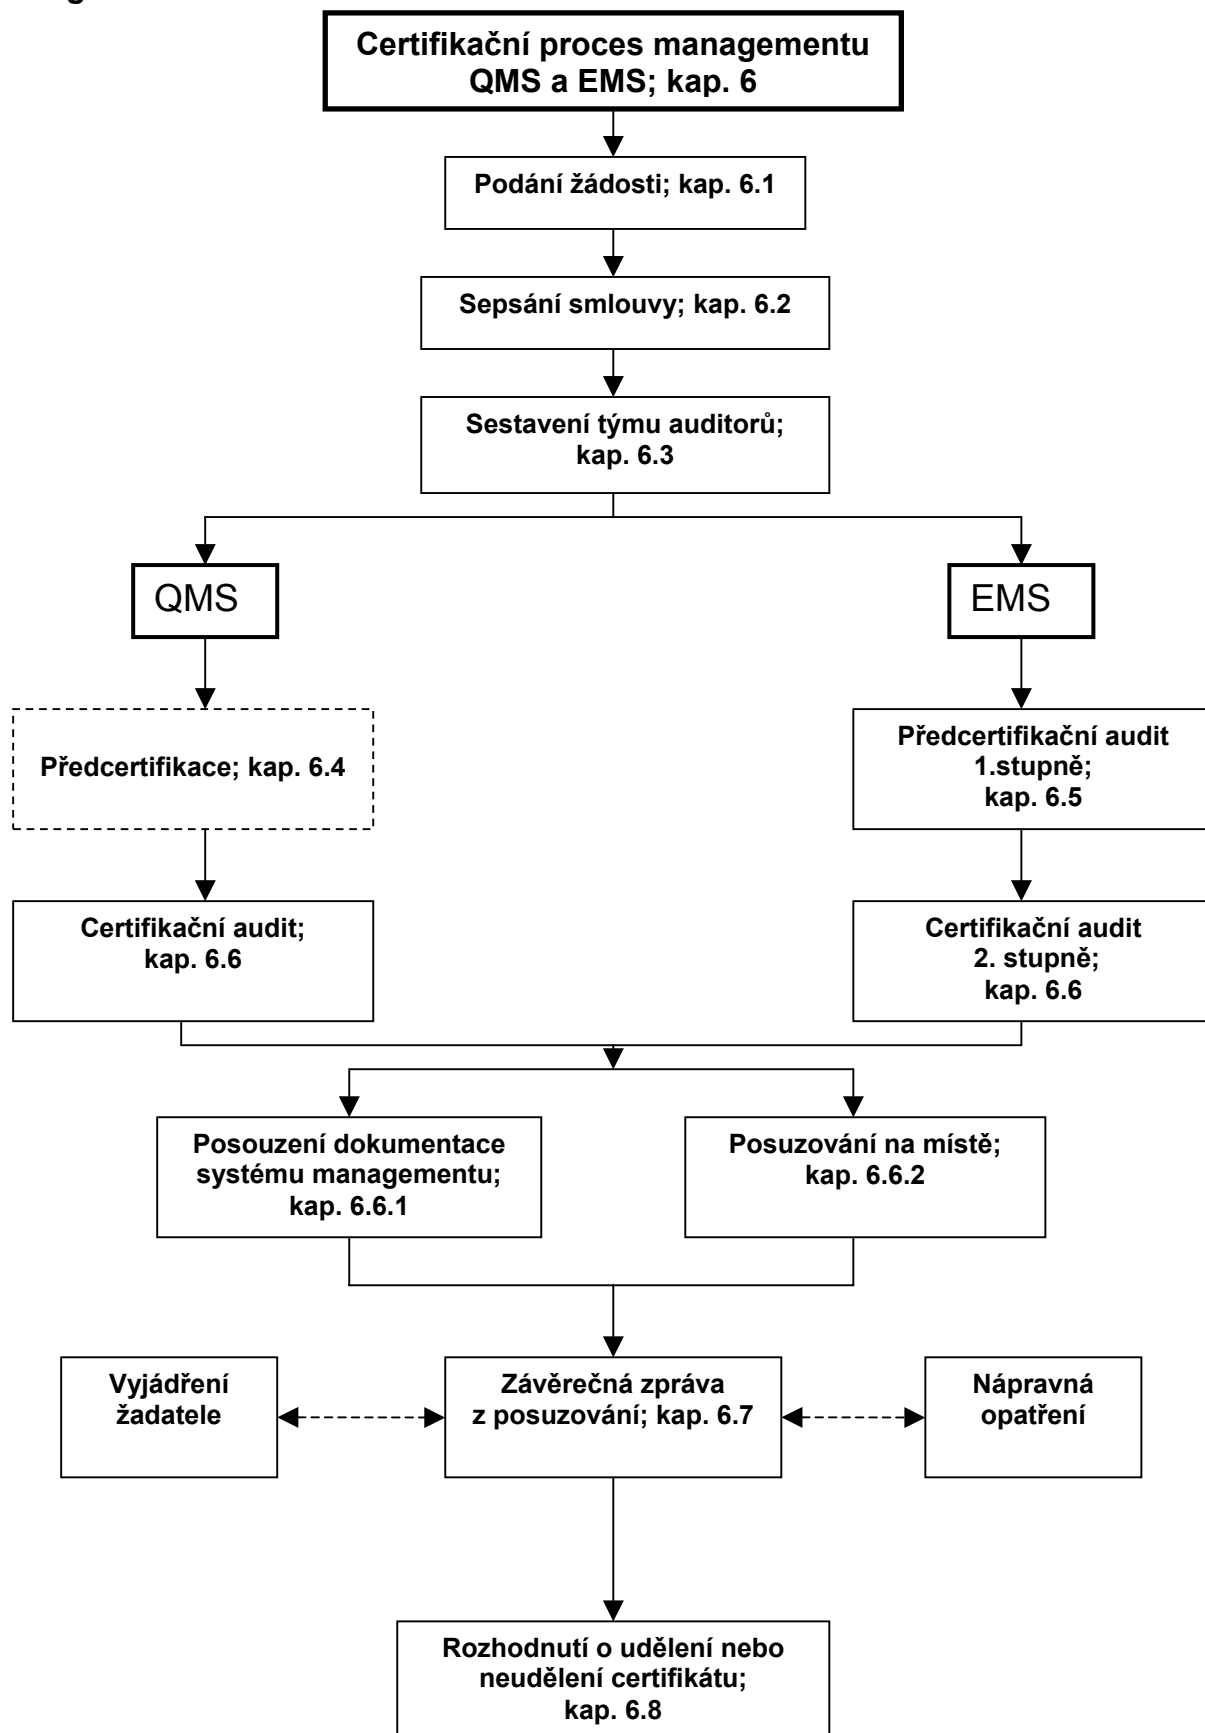 Certifikační proces managementu
QMS a EMS; kap. 6
Podání žádosti; kap. 6.1
Sepsání smlouvy; kap. 6.2
Sestavení týmu auditorů;
kap. 6.3
QMS
EMS
Předcertifikace; kap. 6.4
Předcertifikační audit
1.stupně;
kap. 6.5
Certifikační audit;
kap. 6.6
Certifikační audit
2. stupně;
kap. 6.6
Posouzení dokumentace
systému managementu;
kap. 6.6.1
Posuzování na místě;
kap. 6.6.2
Vyjádření
žadatele
Závěrečná zpráva
z posuzování; kap. 6.7
Nápravná
opatření
Rozhodnutí o udělení nebo
neudělení certifikátu;
kap. 6.8